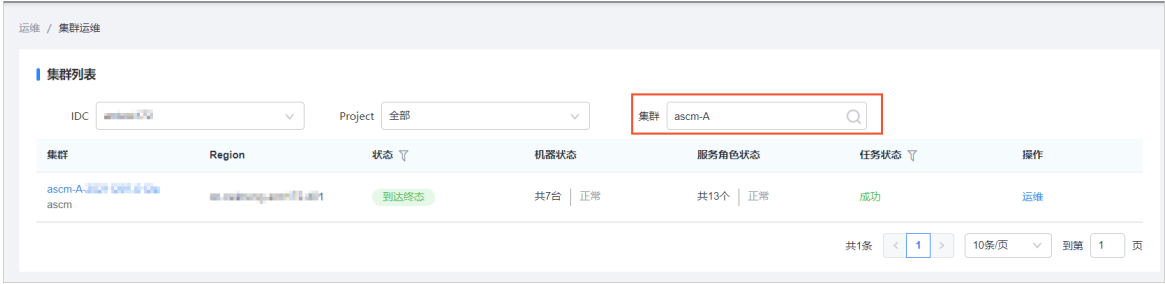 运维 / 集群运维
集群列表
IDC Project 全部 集群 ascm-A
集群 Region 状态 机器状态 服务角色状态 任务状态 操作
ascm-A 到达终态 共7台 正常 共13个 正常 成功 运维
ascm
共1条 < 1 > 10条/页 到第 1 页